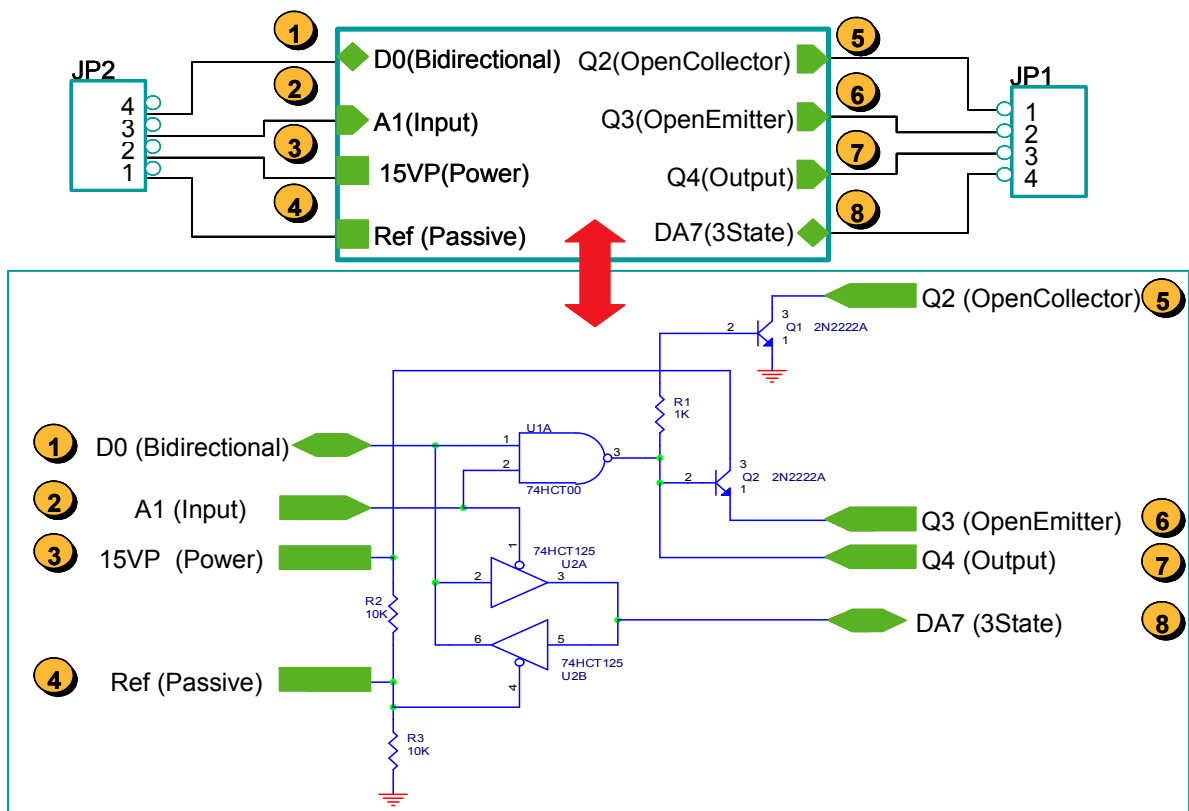 1
D0(Bidirectional)
Q2(OpenCollector)
5
JP2
4
3
2
1
2
A1(Input)
Q3(OpenEmitter)
6
JP1
1
2
3
4
3
15VP(Power)
Q4(Output)
7
4
Ref (Passive)
DA7(3State)
8
Q2 (OpenCollector)
5
3
2
Q1 2N2222A
1
R1
1K
1
D0 (Bidirectional)
U1A
1
2
3
74HCT00
3
2
Q2 2N2222A
1
2
A1 (Input)
Q3 (OpenEmitter)
6
3
15VP (Power)
Q4 (Output)
7
1
74HCT125
U2A
2
3
R2
10K
6
5
74HCT125
U2B
4
DA7 (3State)
8
4
Ref (Passive)
R3
10K